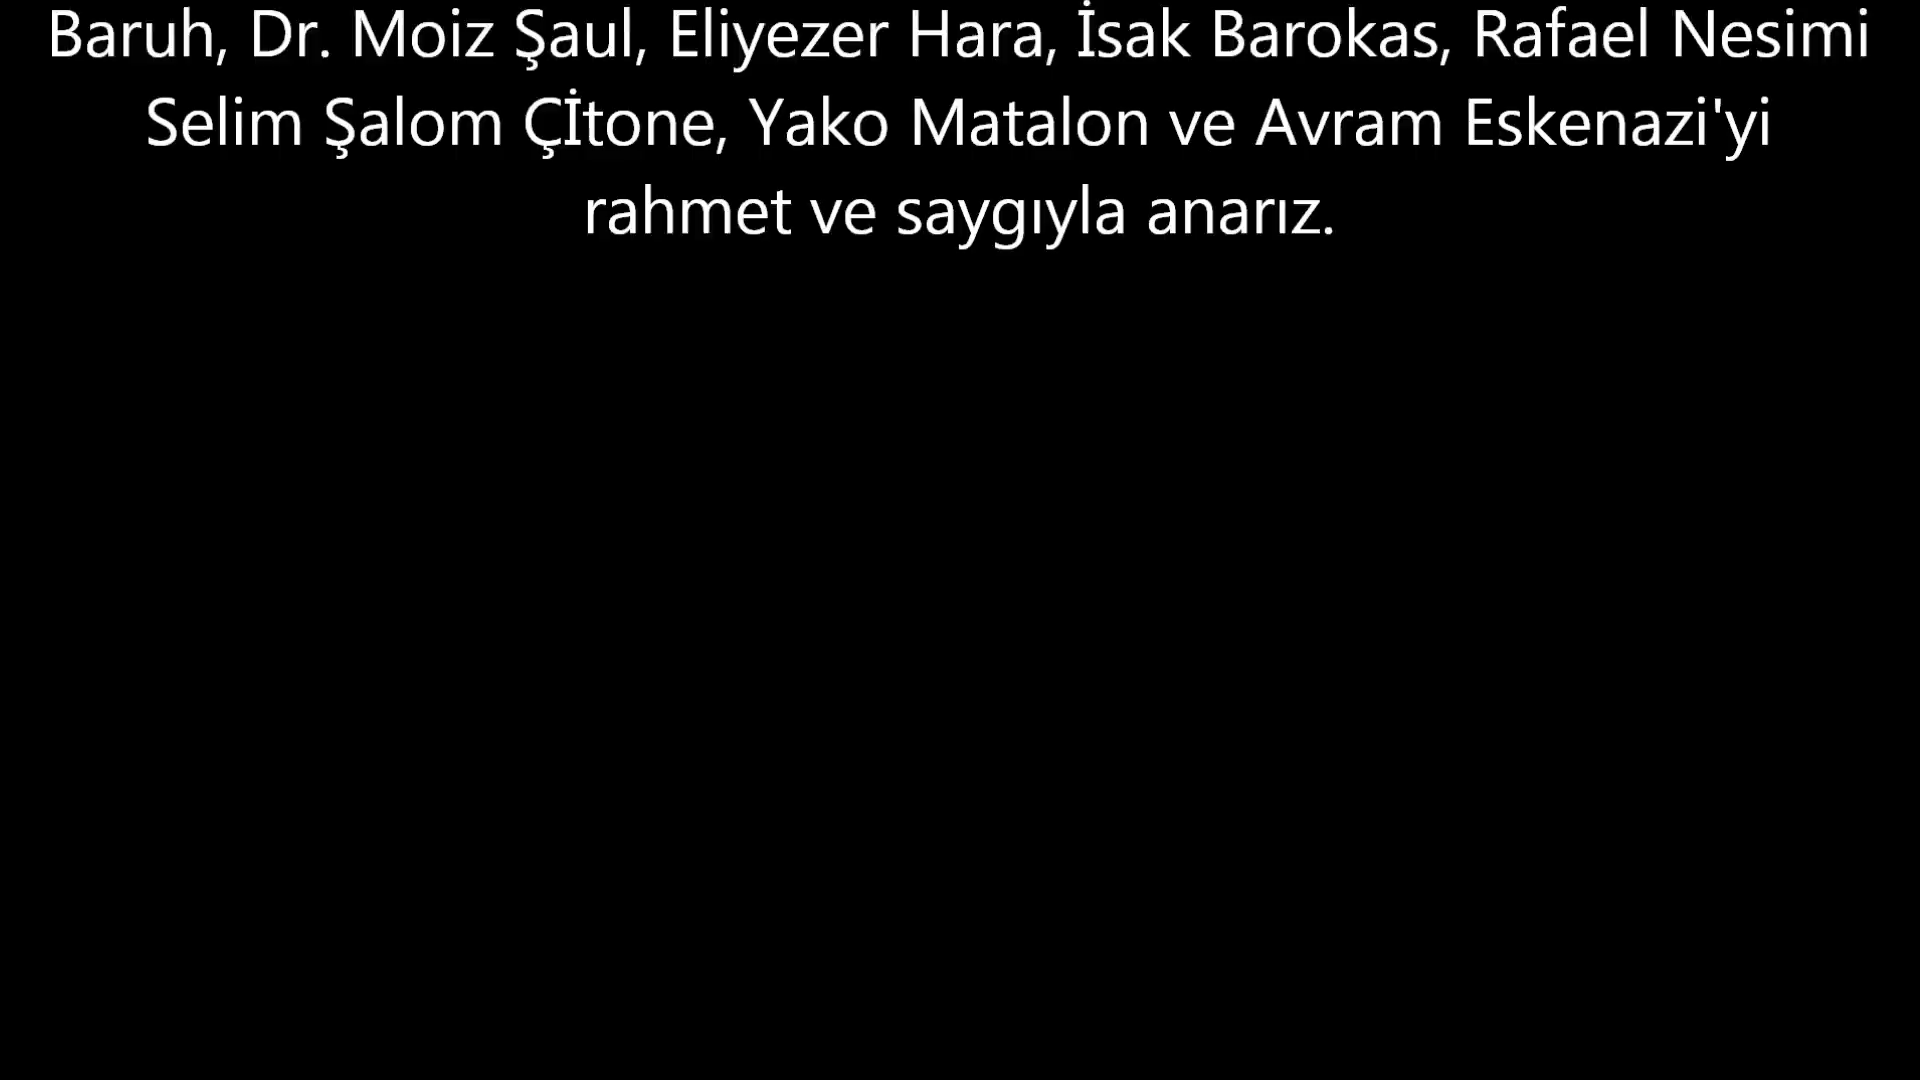 Baruh, Dr. Moiz Şaul, Eliyezer Hara, İsak Barokas, Rafael Nesimi
Selim Şalom Çİtone, Yako Matalon ve Avram Eskenazi'yi
rahmet ve saygıyla anarız.